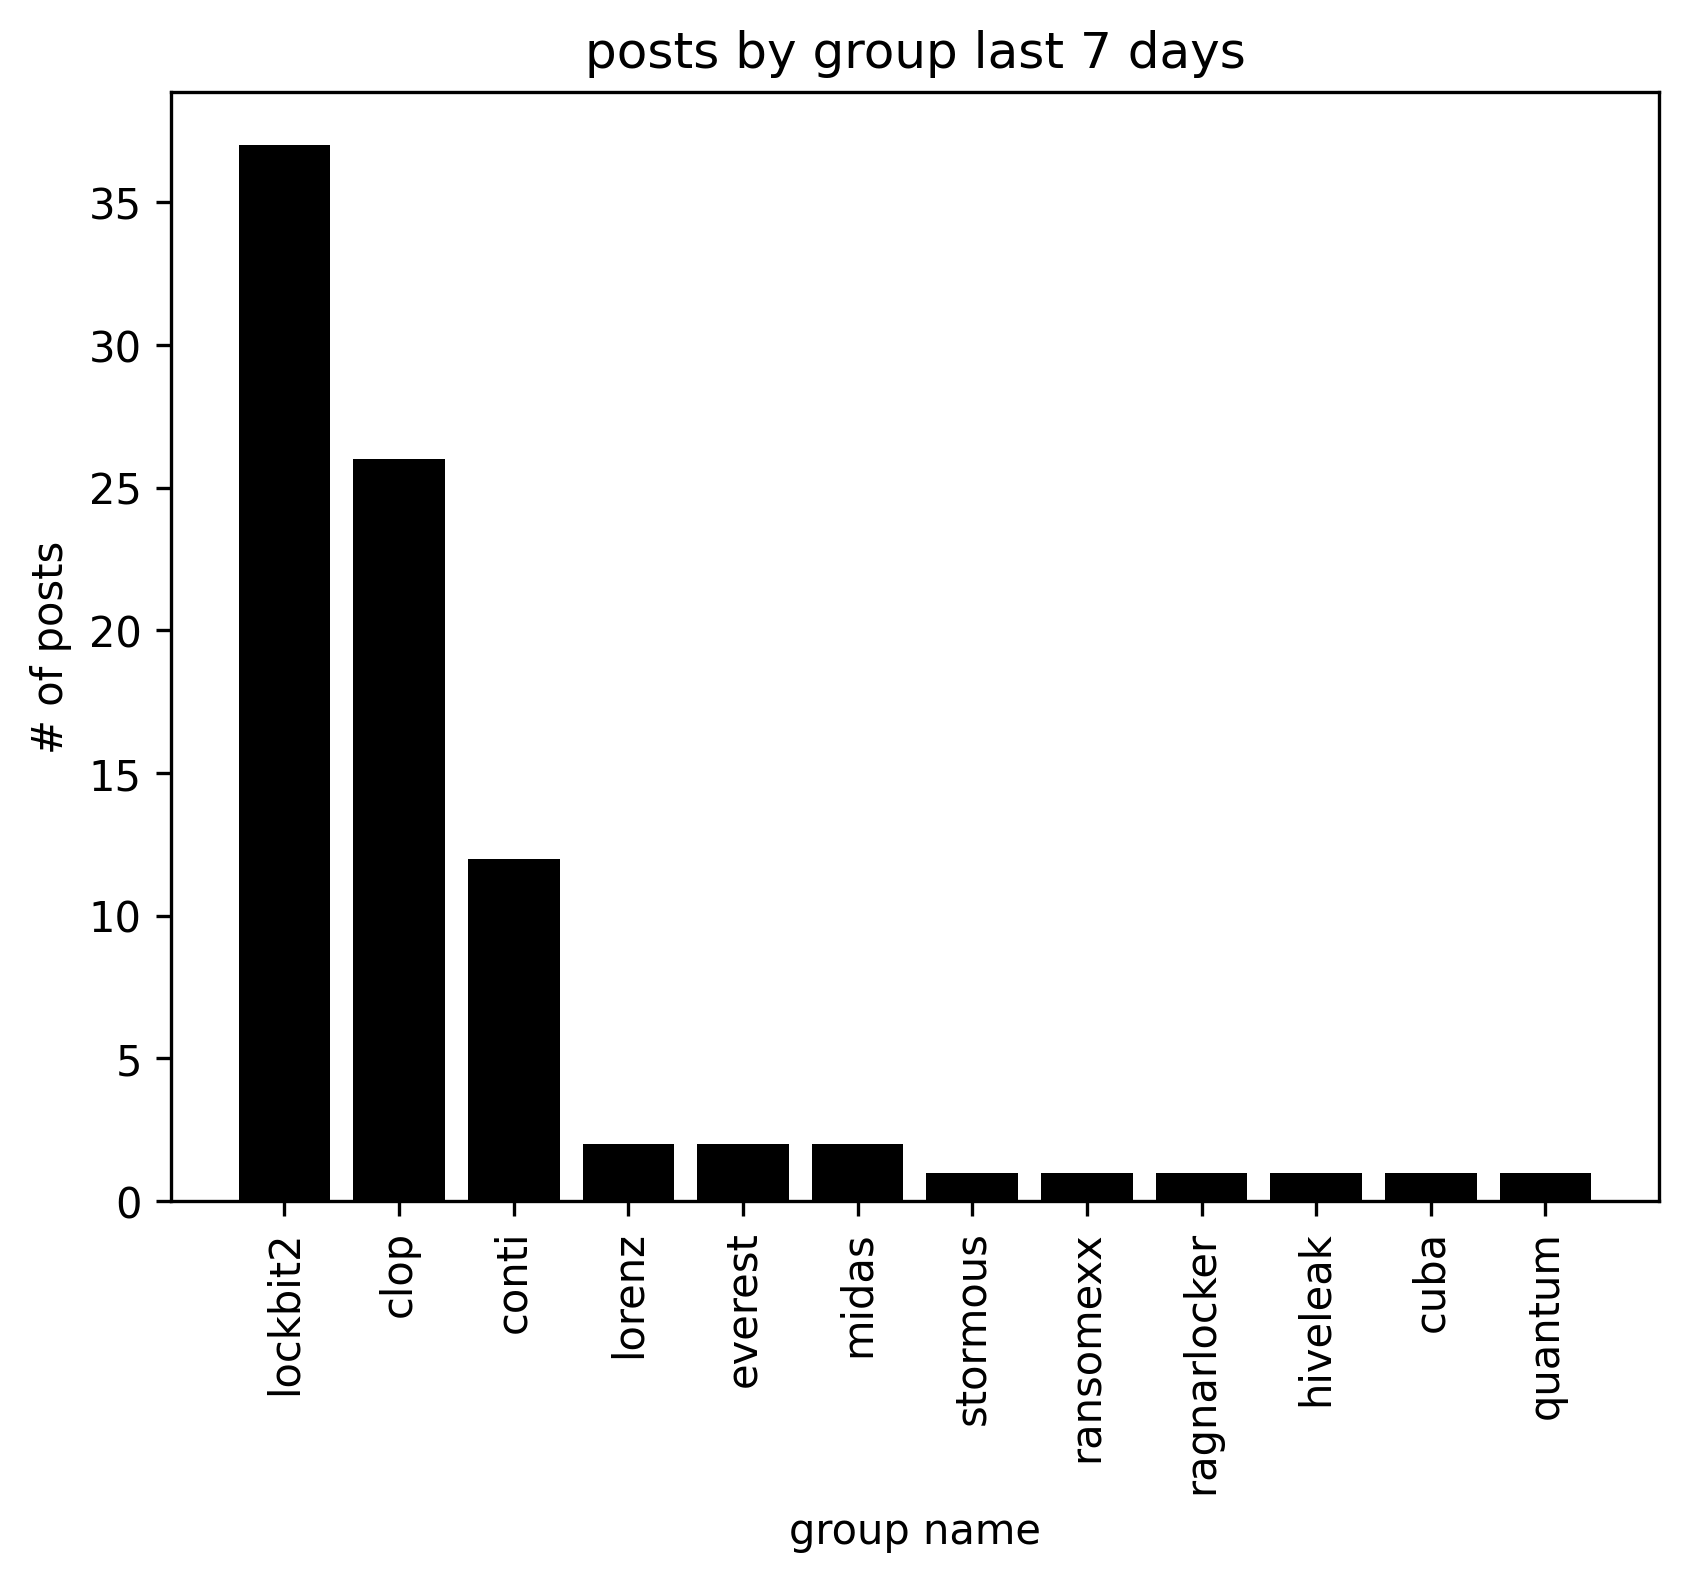 posts by group last 7 days
# of posts
35
30
25
20
15
10
5
0
lockbit2
clop
conti
lorenz
everest
midas
stormous
ransomexx
ragnarlocker
hiveleak
cuba
quantum
group name